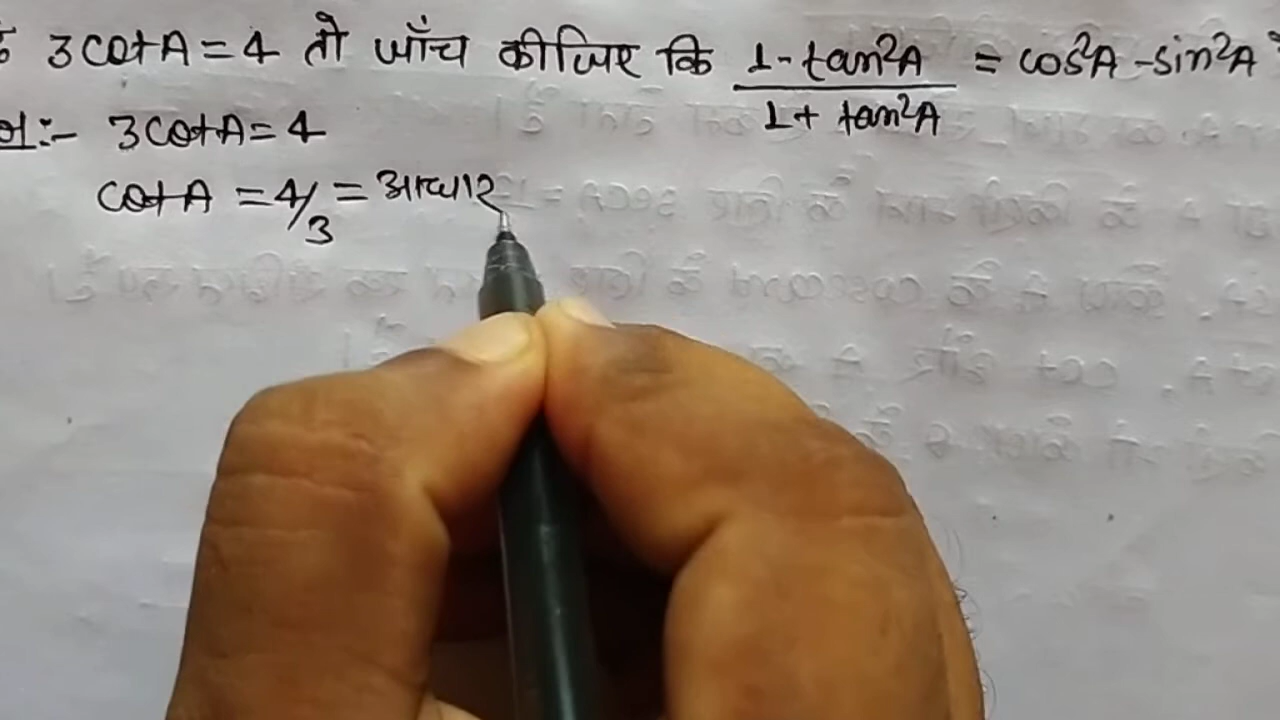 3cotA = 4 तो जाँच कीजिए कि 1 - tan²A / 1 + tan²A = cos²A - sin²A
:- 3cotA = 4
cotA = 4/3 = आधार